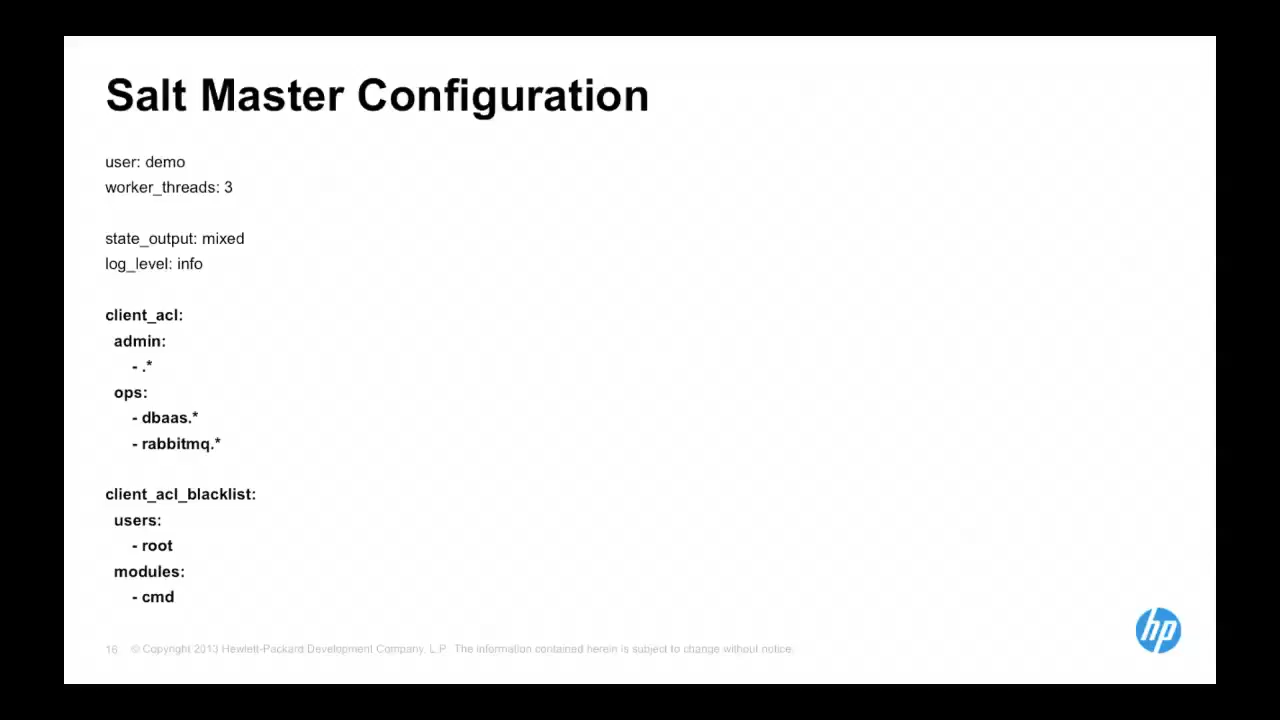 Salt Master Configuration
user: demo
worker_threads: 3
state_output: mixed
log_level: info
client_acl:
admin:
- .*
ops:
- dbaas.*
- rabbitmq.*
client_acl_blacklist:
users:
- root
modules:
- cmd
hp
16 © Copyright 2013 Hewlett-Packard Development Company, L.P. The information contained herein is subject to change without notice.